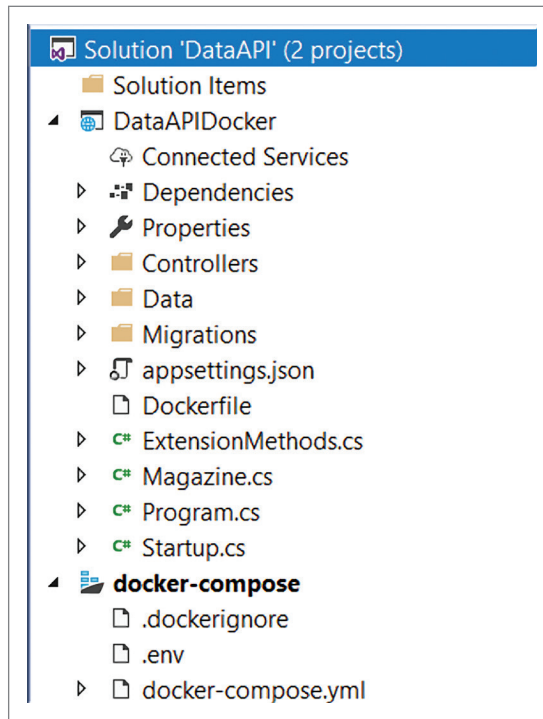 Solution 'DataAPI' (2 projects)
Solution Items
DataAPIDocker
Connected Services
Dependencies
Properties
Controllers
Data
Migrations
appsettings.json
Dockerfile
C# ExtensionMethods.cs
C# Magazine.cs
C# Program.cs
C# Startup.cs
docker-compose
.dockerignore
.env
docker-compose.yml